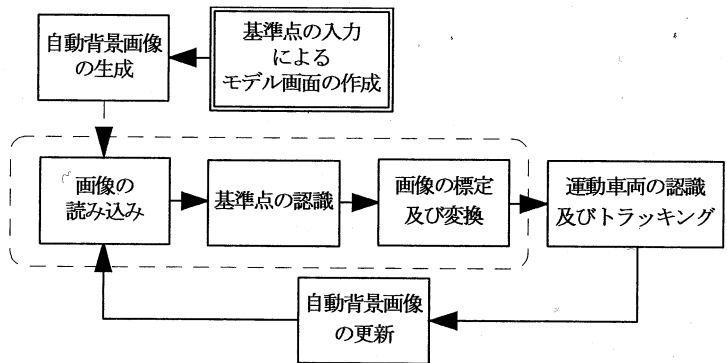 自動背景画像
の生成
基準点の入力
による
モデル画面の作成
画像の
読み込み
基準点の認識
画像の標定
及び変換
運動車両の認識
及びトラッキング
自動背景画像
の更新